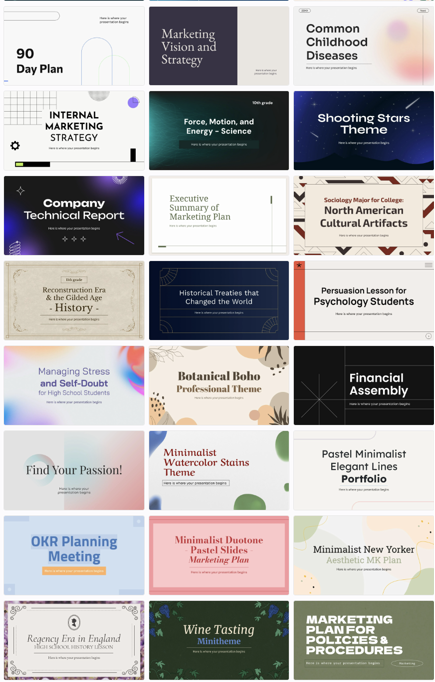 Here is where your
presentation begins
90
Day Plan
Marketing
Vision and
Strategy
Here is where your
presentation begins
Common
Childhood
Diseases
Here is where your presentation begins
INTERNAL
MARKETING
STRATEGY
Here is where your presentation begins
10th grade
Force, Motion, and
Energy - Science
Here is where your presentation begins
Shooting Stars
Theme
Here is where your presentation begins
Company
Technical Report
Here is where your presentation begins
Executive
Summary of
Marketing Plan
Here is where your presentation begins
Sociology Major for College:
North American
Cultural Artifacts
Here is where your presentation begins
Reconstruction Era
& the Gilded Age
- History -
Here is where your presentation begins
Historical Treaties that
Changed the World
Here is where your presentation begins
Persuasion Lesson for
Psychology Students
Here is where your presentation begins
Managing Stress
and Self-Doubt
for High School Students
Here is where your presentation begins
Botanical Boho
Professional Theme
Here is where your presentation begins
Financial
Assembly
Here is where your presentation begins
Find Your Passion!
Here is where your
presentation begins
Minimalist
Watercolor Stains
Theme
Here is where your presentation begins
Pastel Minimalist
Elegant Lines
Portfolio
Here is where your presentation begins
OKR Planning
Meeting
Here is where your presentation begins
Minimalist Duotone
Pastel Slides
Marketing Plan
Here is where your presentation begins
Minimalist New Yorker
Aesthetic MK Plan
Here is where your presentation begins
Regency Era in England
HIGH SCHOOL HISTORY LESSON
Here is where your presentation begins
Wine Tasting
Minitheme
Here is where your presentation begins
MARKETING
PLAN FOR
POLICIES &
PROCEDURES
Here is where your presentation begins
Marketing